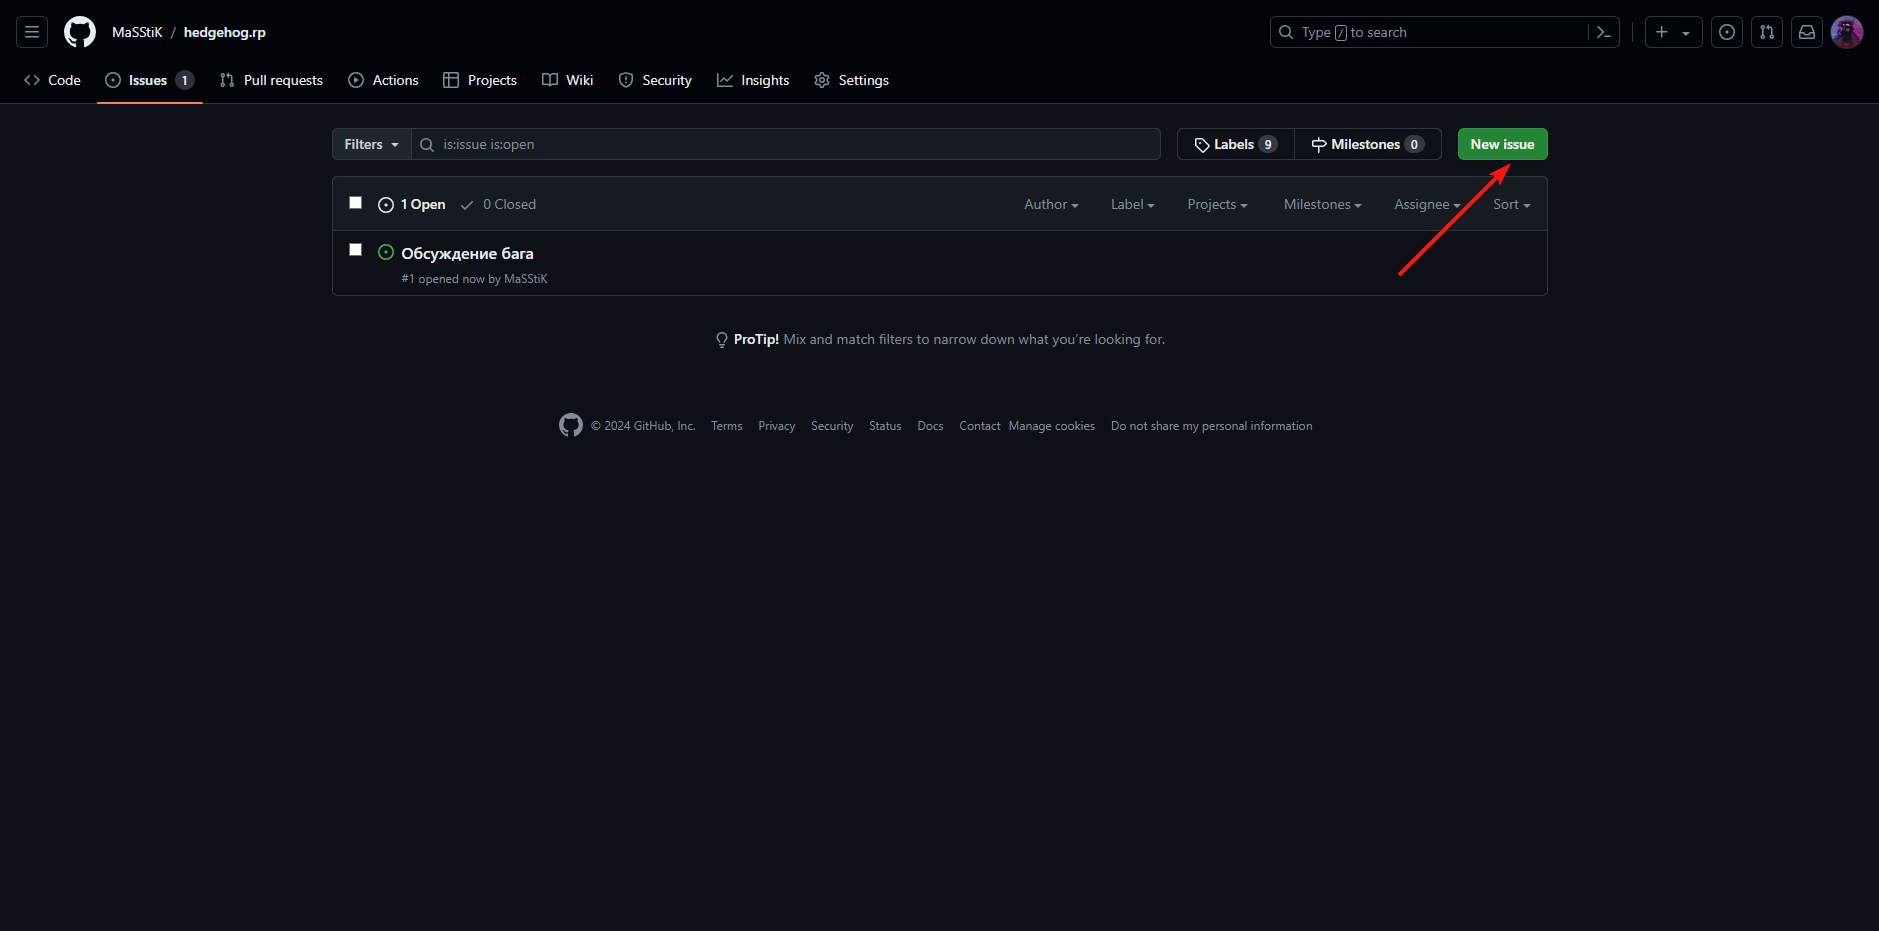 MaSStiK / hedgehog.rp
Type / to search
Code
Issues 1
Pull requests
Actions
Projects
Wiki
Security
Insights
Settings
Filters
is:issue is:open
Labels 9
Milestones 0
New issue
1 Open
0 Closed
Author
Label
Projects
Milestones
Assignee
Sort
Обсуждение бага
#1 opened now by MaSStiK
ProTip! Mix and match filters to narrow down what you’re looking for.
© 2024 GitHub, Inc.
Terms
Privacy
Security
Status
Docs
Contact
Manage cookies
Do not share my personal information